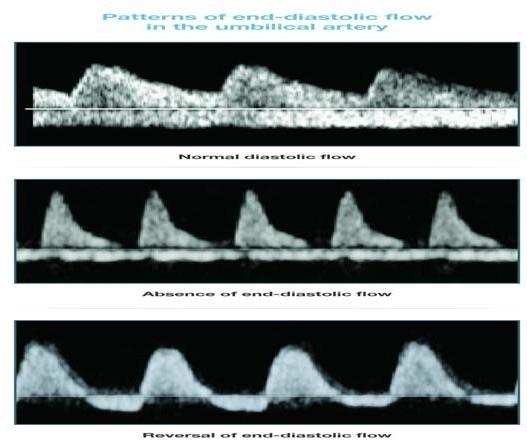 Patterns of end-diastolic flow
in the umbilical artery
Normal diastolic flow
Absence of end-diastolic flow
Reversal of end-diastolic flow